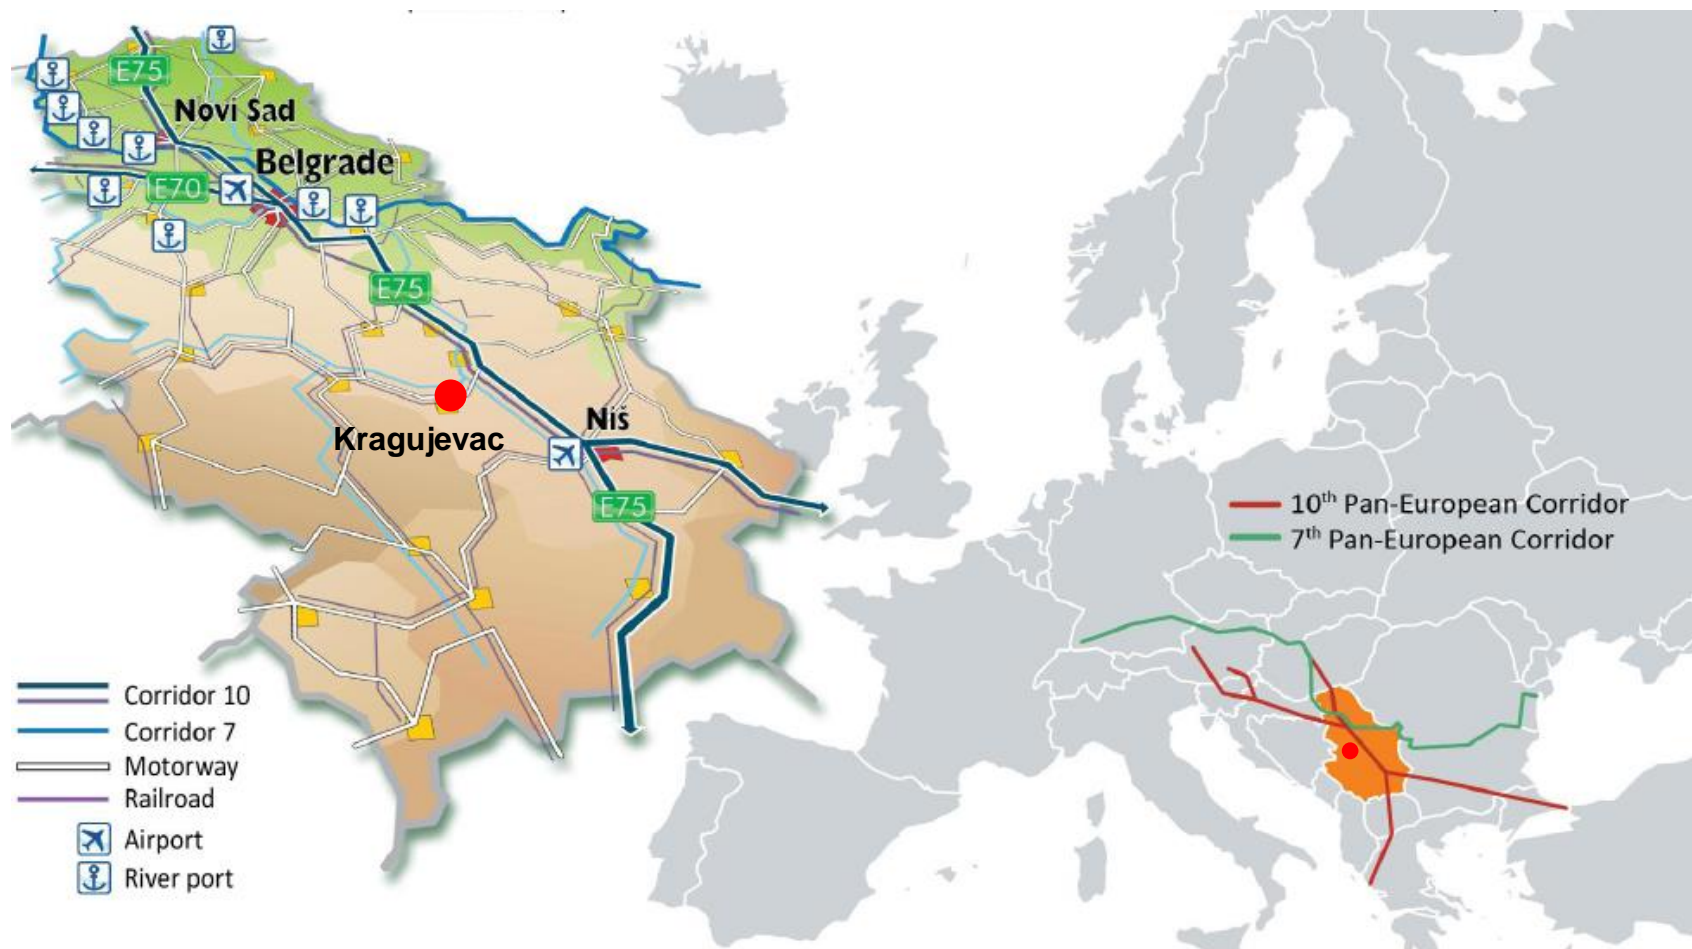 E75
Novi Sad
Belgrade
E70
E75
Niš
Kragujevac
E75
Corridor 10
Corridor 7
Motorway
Railroad
Airport
River port
10th Pan-European Corridor
7th Pan-European Corridor